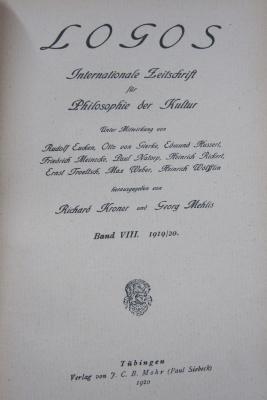 LOGOS
Internationale Zeitschrift
für
Philosophie der Kultur
Unter Mitwirkung von
Rudolf Eucken, Otto von Gierke, Edmund Husserl,
Friedrich Meinecke, Paul Natorp, Heinrich Rickert,
Ernst Troeltsch, Max Weber, Heinrich Wölfflin
herausgegeben von
Richard Kroner und Georg Mehlis
Band VIII. 1919/20.
Tübingen
Verlag von J. C. B. Mohr (Paul Siebeck)
1920